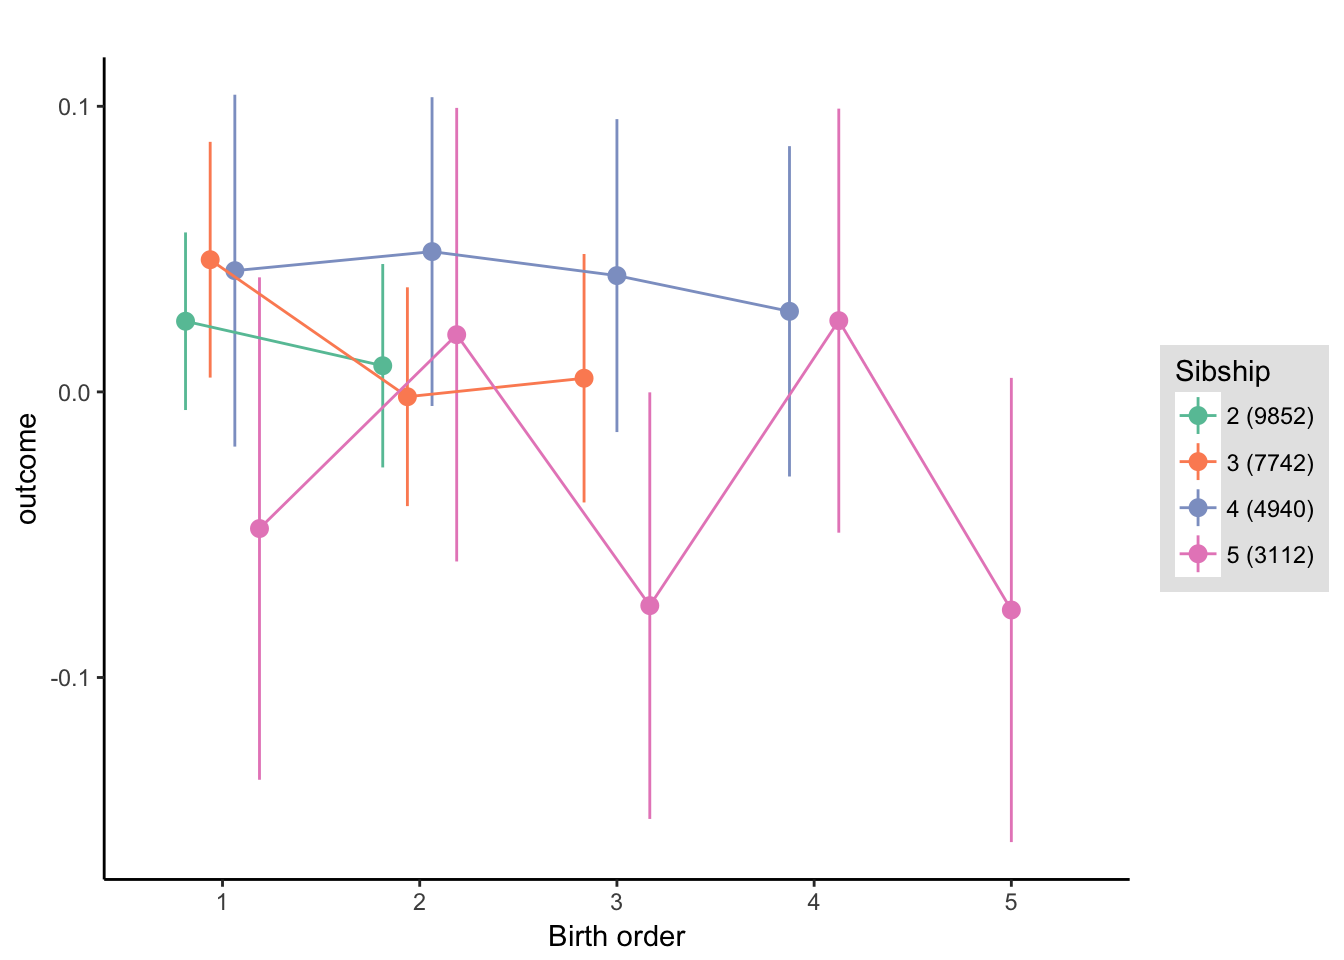 0.1
0.0
-0.1
outcome
1 2 3 4 5
Birth order
Sibship
2 (9852)
3 (7742)
4 (4940)
5 (3112)